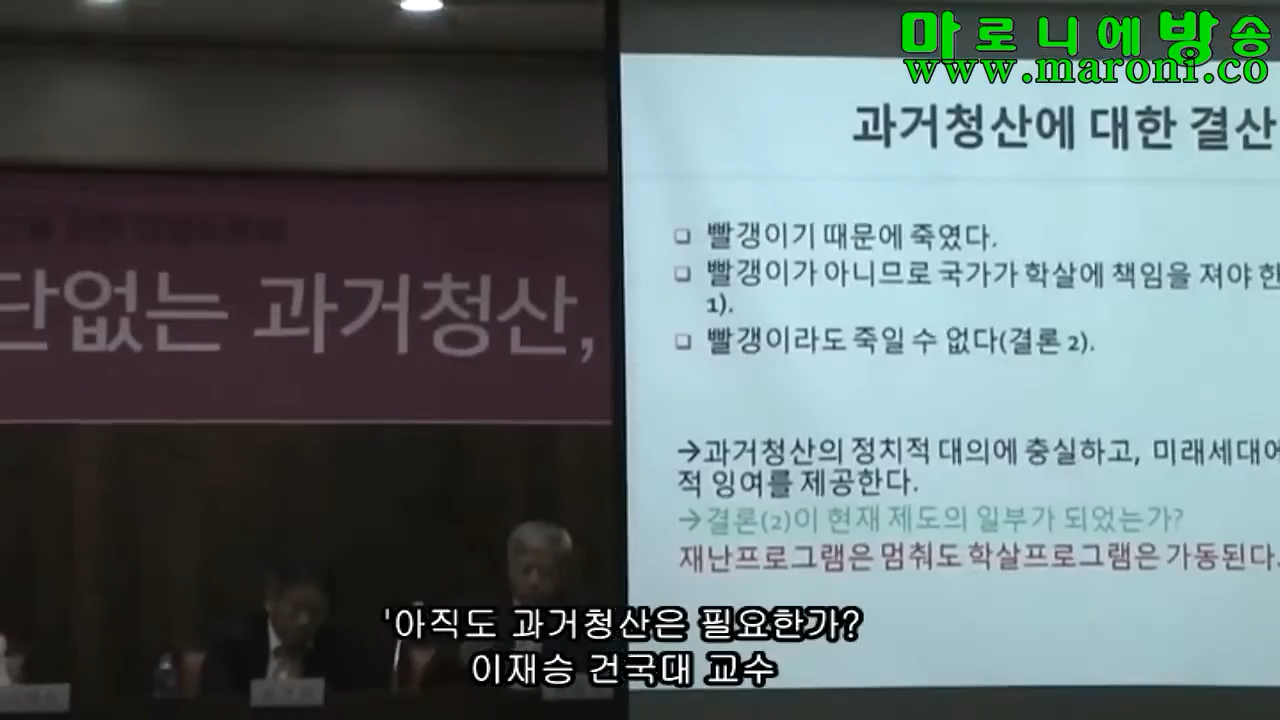 마로니에방송
www.maroni.co
과거청산에 대한 결산
단없는 과거청산,
❑ 빨갱이기 때문에 죽였다.
❑ 빨갱이가 아니므로 국가가 학살에 책임을 져야 한
1).
❑ 빨갱이라도 죽일 수 없다(결론 2).
→과거청산의 정치적 대의에 충실하고, 미래세대에
적 잉여를 제공한다.
→결론(2)이 현재 제도의 일부가 되었는가?
재난프로그램은 멈춰도 학살프로그램은 가동된다.
'아직도 과거청산은 필요한가?
이재승 건국대 교수